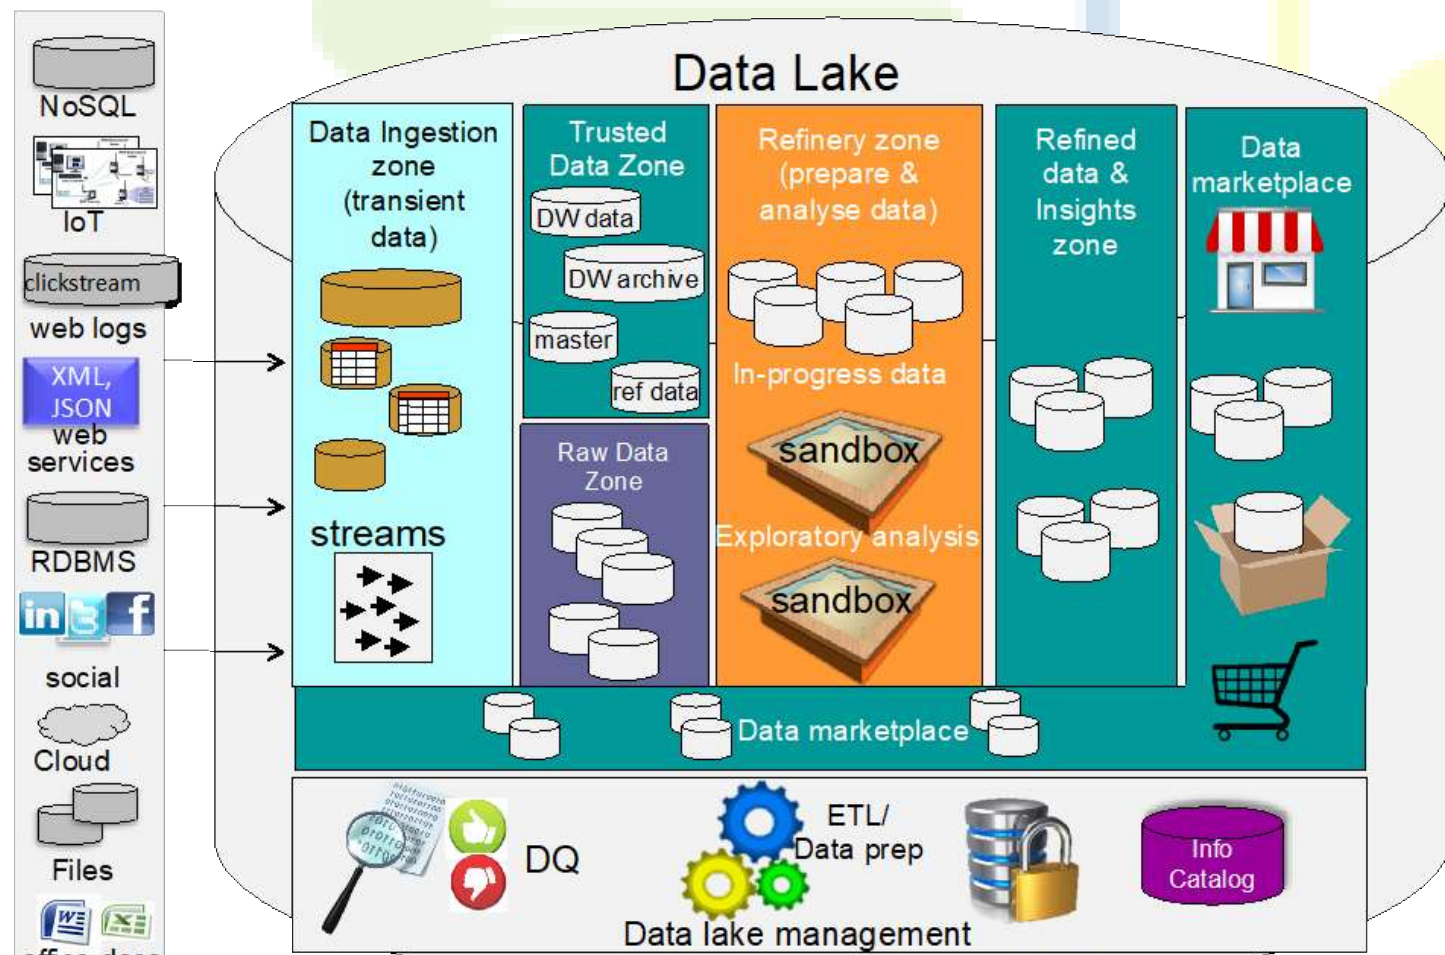 NoSQL
IoT
clickstream
web logs
XML,
JSON
web
services
RDBMS
in
f
social
Cloud
Files
W
X
office docs
Data Lake
Data Ingestion
zone
(transient
data)
streams
Trusted
Data Zone
DW data
DW archive
master
ref data
Raw Data
Zone
Refinery zone
(prepare &
analyse data)
In-progress data
sandbox
Exploratory analysis
sandbox
Refined
data &
Insights
zone
Data
marketplace
Data marketplace
DQ
ETL/
Data prep
Info
Catalog
Data lake management